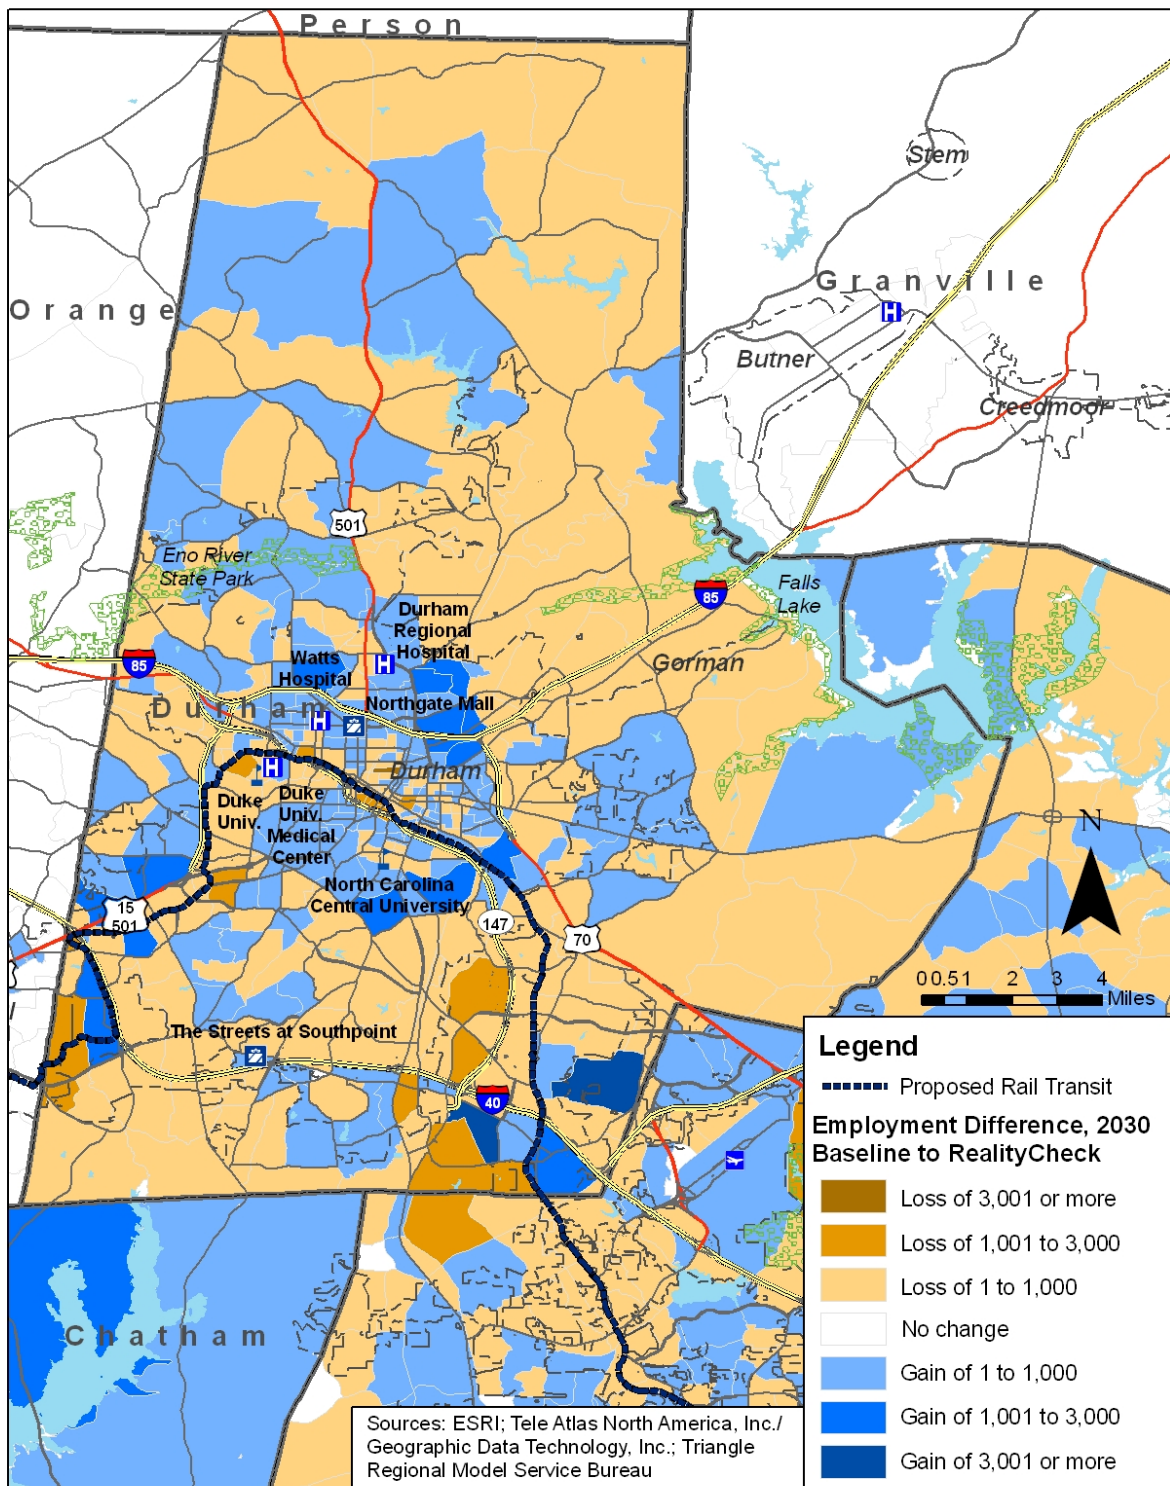 Person
Stem
Granville
Orange
H
Butner
Creedmoor
501
Eno River
State Park
Falls
Lake
85
Durham
Regional
Hospital
Gorman
85
Watts
Hospital
H
Durham
Northgate Mall
H
Durham
H
Duke
Univ.
Duke
Univ.
Medical
Center
N
North Carolina
Central University
15
501
147
70
0 0.5 1 2 3 4
Miles
The Streets at Southpoint
40
Chatham
Legend
Proposed Rail Transit
Employment Difference, 2030
Baseline to RealityCheck
Loss of 3,001 or more
Loss of 1,001 to 3,000
Loss of 1 to 1,000
No change
Gain of 1 to 1,000
Gain of 1,001 to 3,000
Gain of 3,001 or more
Sources: ESRI; Tele Atlas North America, Inc./
Geographic Data Technology, Inc.; Triangle
Regional Model Service Bureau